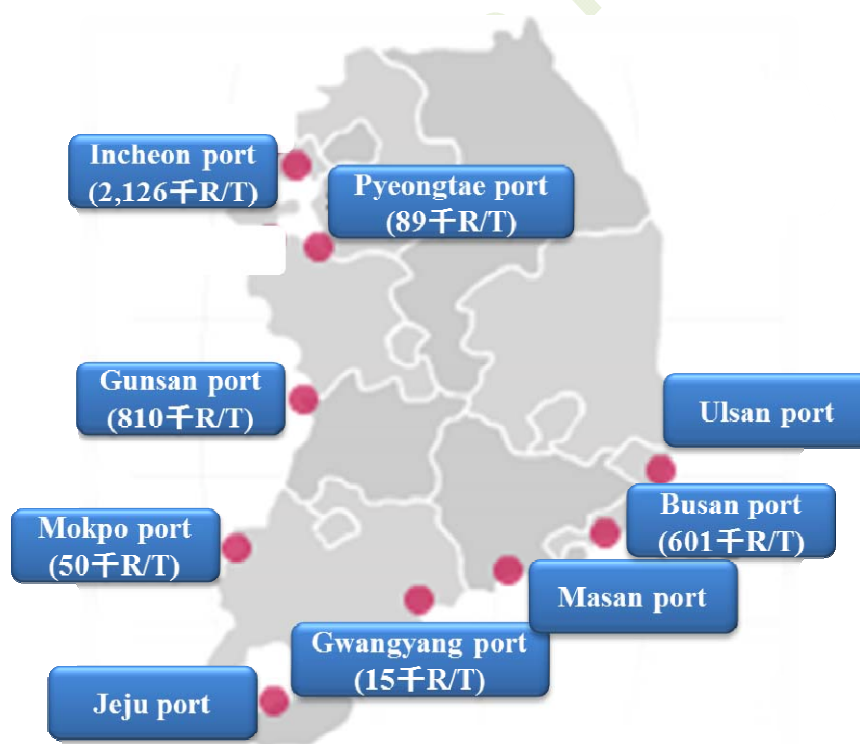 Incheon port
(2,126千R/T)
Pyeongtae port
(89千R/T)
Gunsan port
(810千R/T)
Ulsan port
Busan port
(601千R/T)
Mokpo port
(50千R/T)
Masan port
Gwangyang port
(15千R/T)
Jeju port